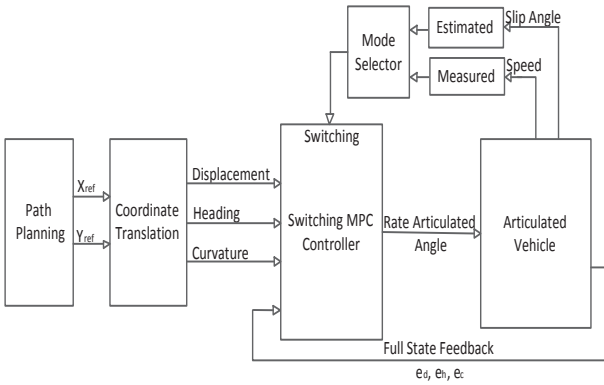 Slip Angle
Estimated
Mode
Selector
Speed
Measured
Switching
Displacement
Xref
Path
Planning
Coordinate
Translation
Heading
Switching MPC
Controller
Rate Articulated
Angle
Articulated
Vehicle
Yref
Curvature
Full State Feedback
ed, eh, ec